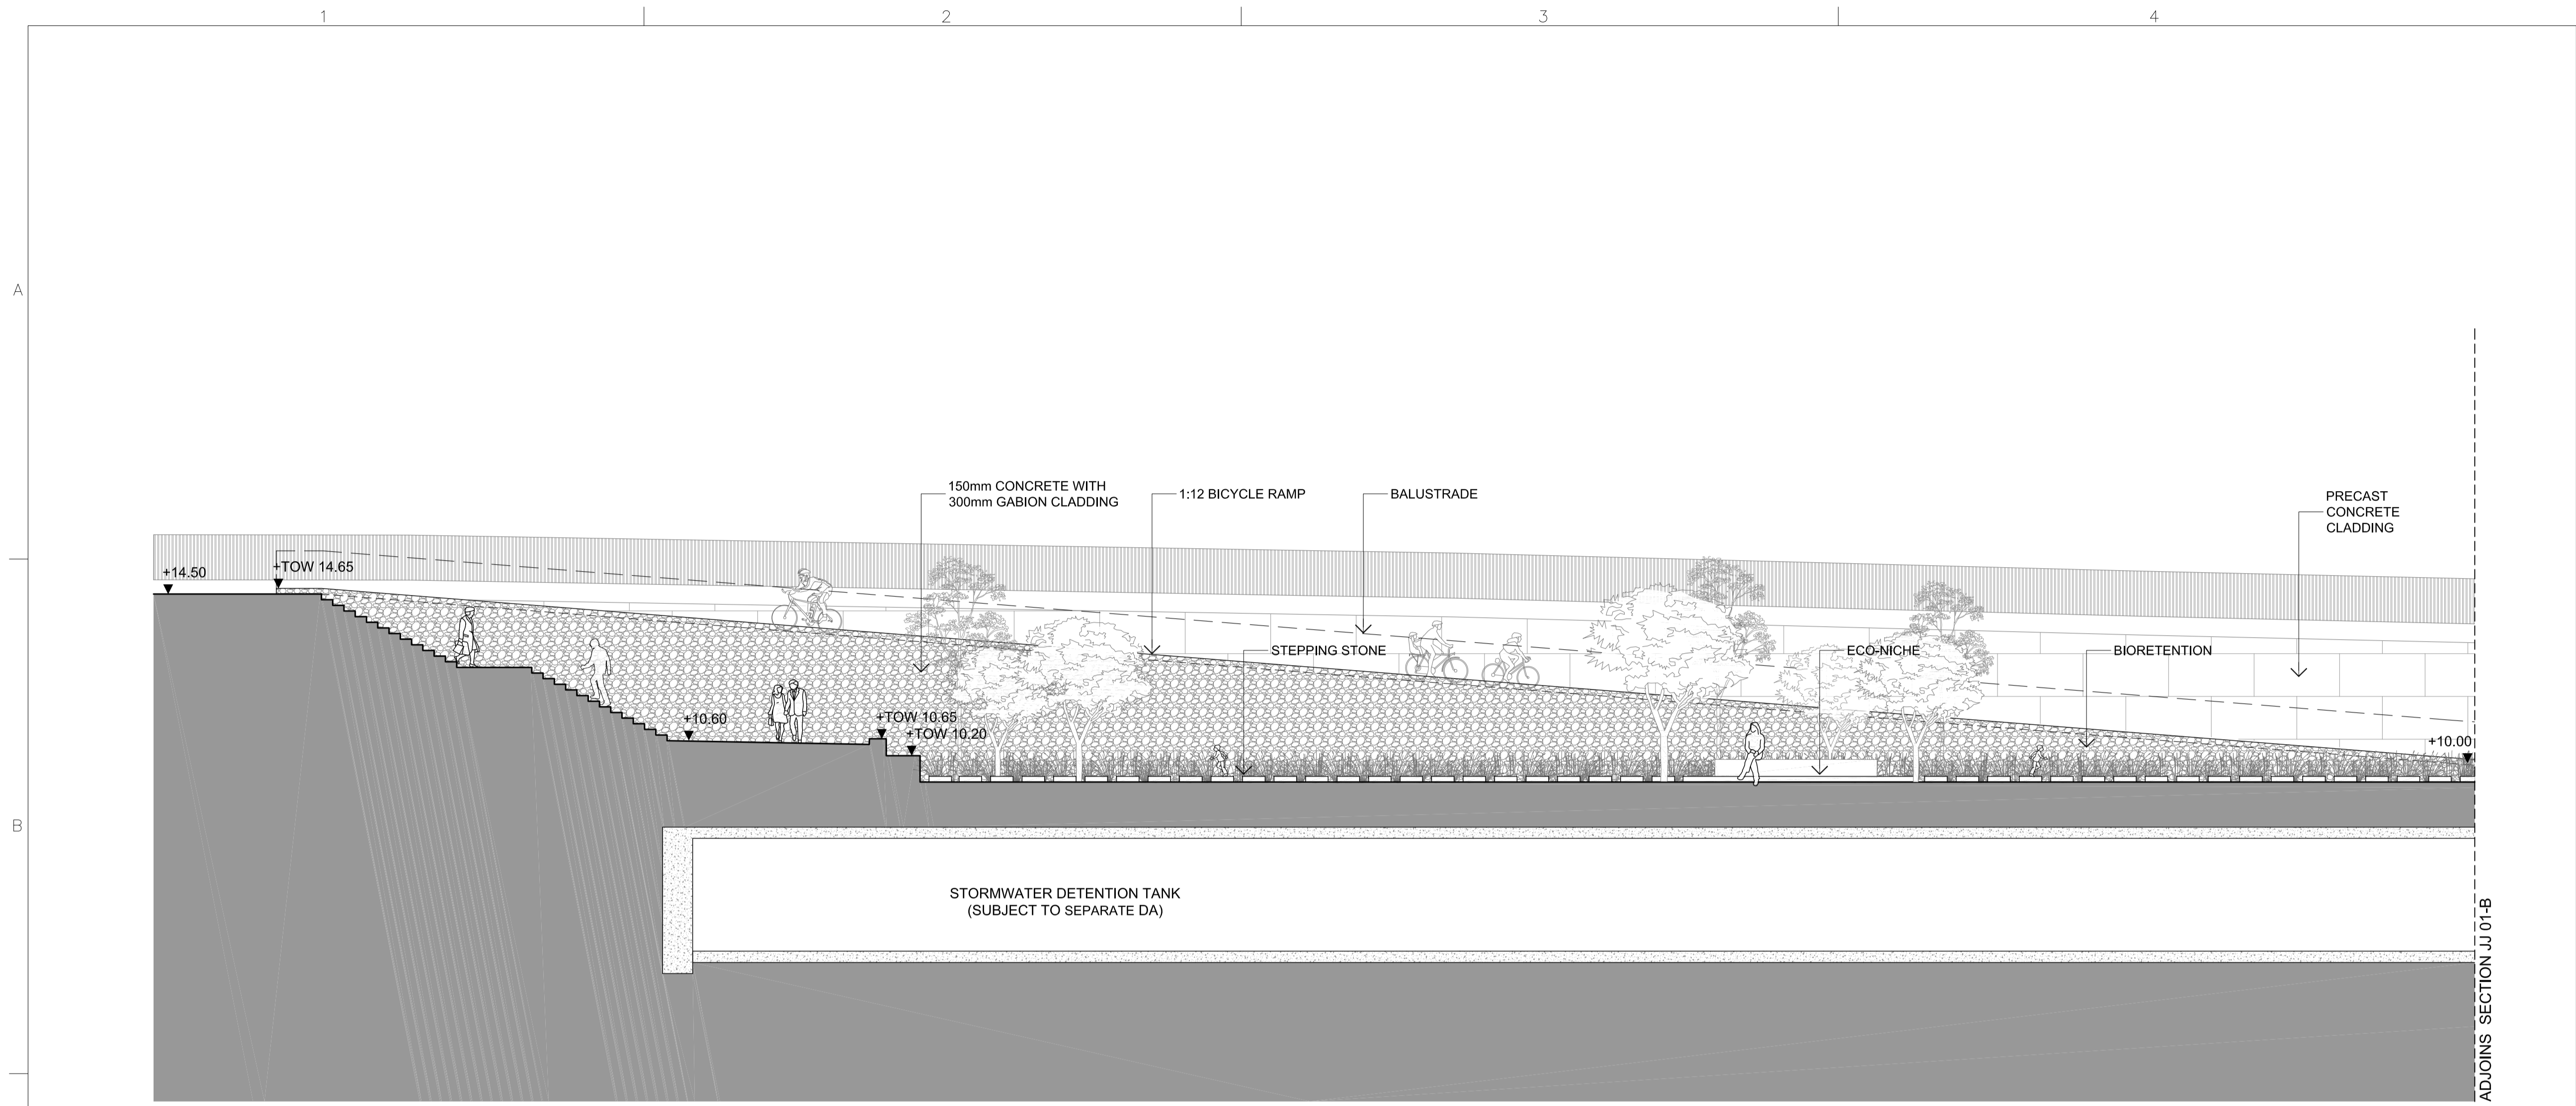 1
2
3
4
A
150mm CONCRETE WITH
300mm GABION CLADDING
1:12 BICYCLE RAMP
BALUSTRADE
PRECAST
CONCRETE
CLADDING
+14.50
+TOW 14.65
STEPPING STONE
ECO-NICHE
BIORETENTION
+10.60
+TOW 10.65
+TOW 10.20
+10.00
B
STORMWATER DETENTION TANK
(SUBJECT TO SEPARATE DA)
ADJOINS SECTION JJ 01-B